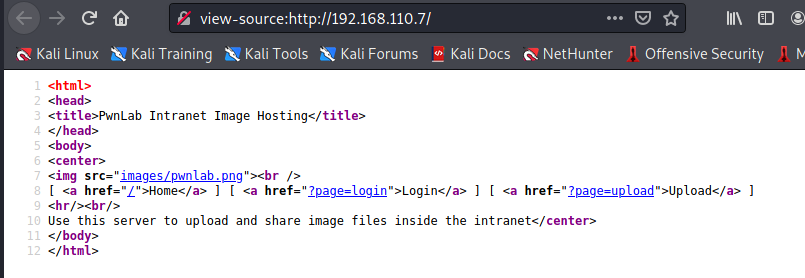 view-source:http://192.168.110.7/
Kali Linux Kali Training Kali Tools Kali Forums Kali Docs NetHunter Offensive Security M
1 <html>
2 <head>
3 <title>PwnLab Intranet Image Hosting</title>
4 </head>
5 <body>
6 <center>
7 <img src="images/pwnlab.png"><br />
8 [ <a href="/">Home</a> ] [ <a href="?page=login">Login</a> ] [ <a href="?page=upload">Upload</a> ]
9 <hr/><br/>
10 Use this server to upload and share image files inside the intranet</center>
11 </body>
12 </html>